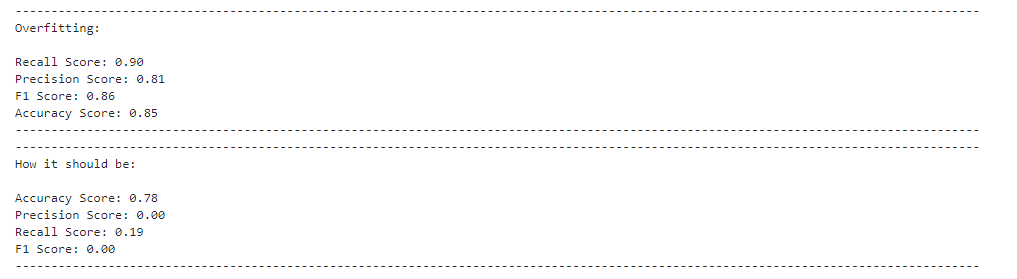 ------------------------------------------------------------------------------------------------------------------------------------------
Overfitting:
Recall Score: 0.90
Precision Score: 0.81
F1 Score: 0.86
Accuracy Score: 0.85
------------------------------------------------------------------------------------------------------------------------------------------
------------------------------------------------------------------------------------------------------------------------------------------
How it should be:
Accuracy Score: 0.78
Precision Score: 0.00
Recall Score: 0.19
F1 Score: 0.00
------------------------------------------------------------------------------------------------------------------------------------------